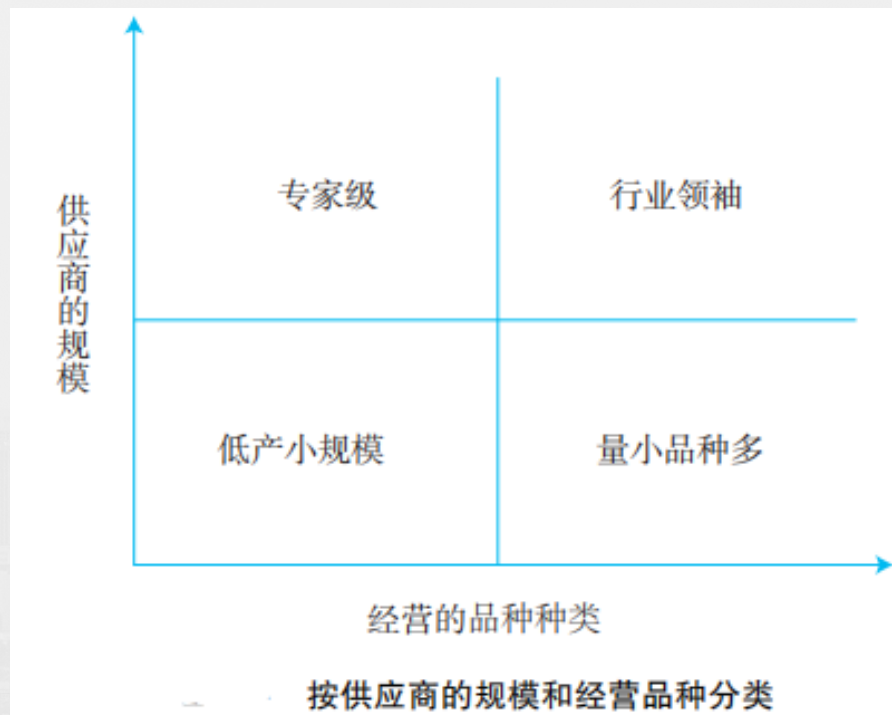 专家级
行业领袖
供应商的规模
低产小规模
量小品种多
经营的品种种类
按供应商的规模和经营品种分类